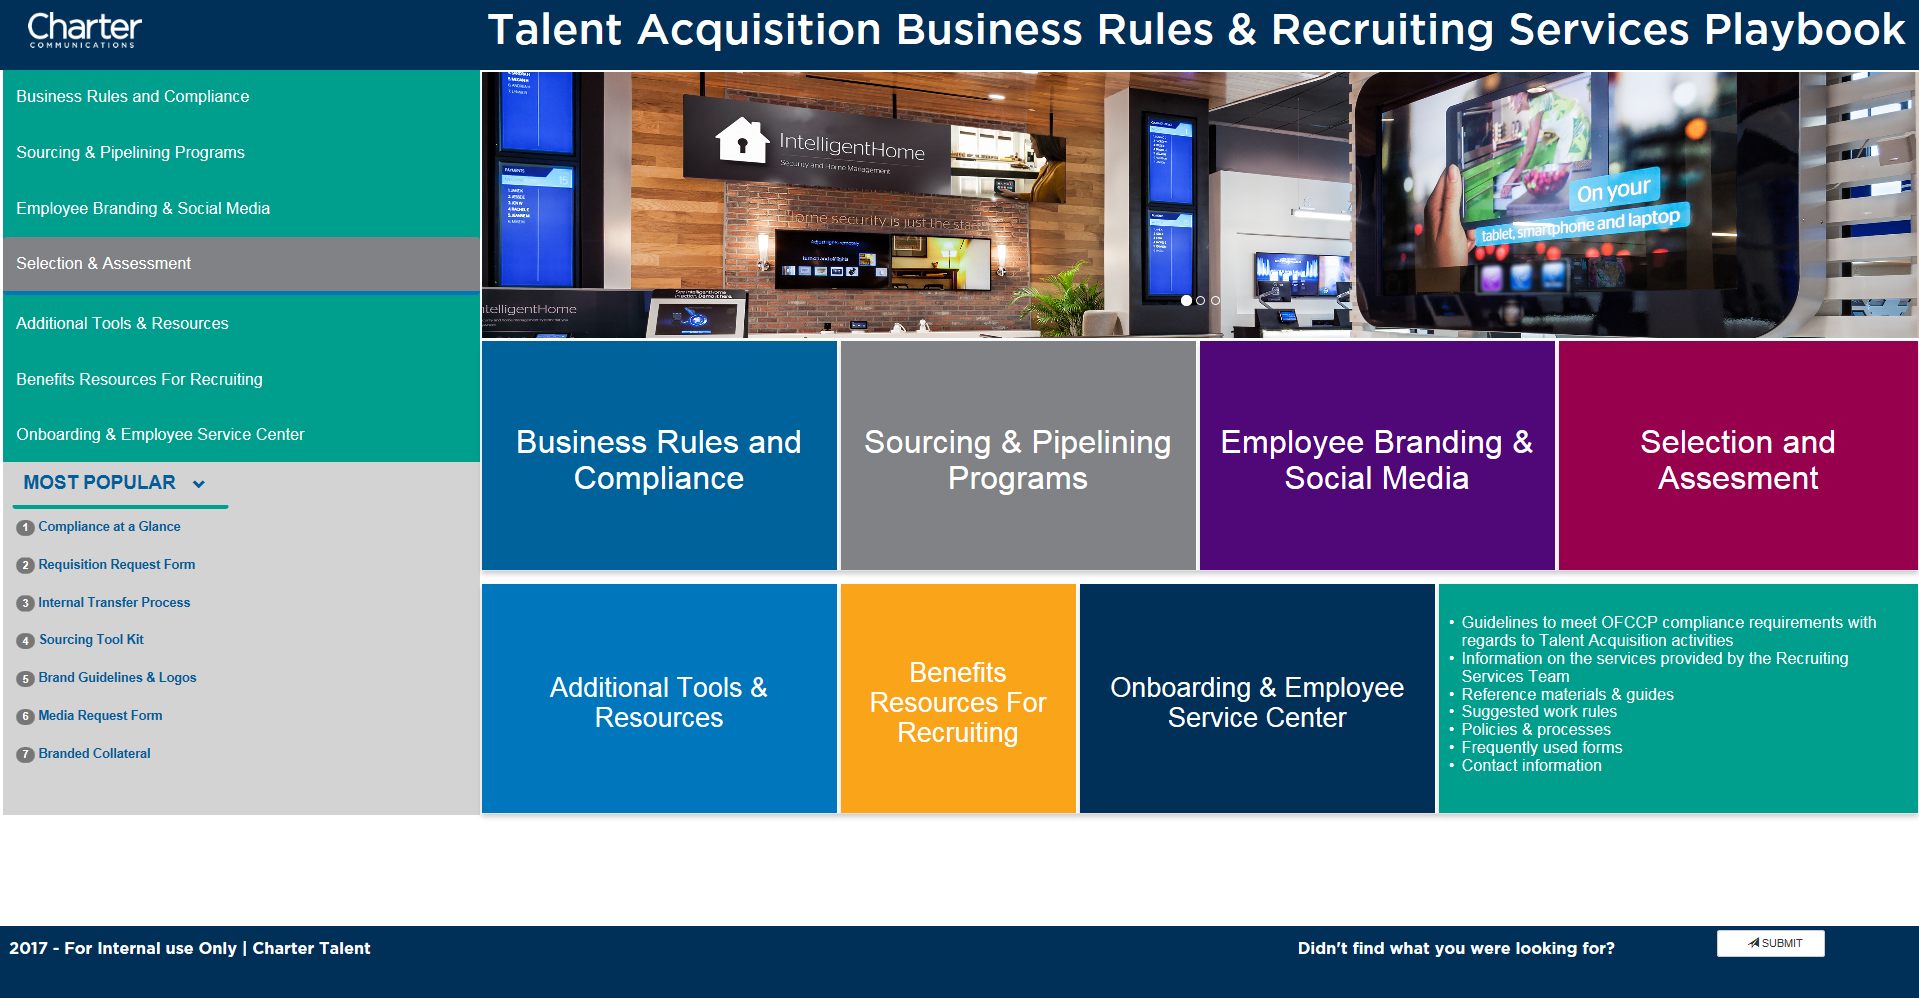 Charter
COMMUNICATIONS
Talent Acquisition Business Rules & Recruiting Services Playbook
Business Rules and Compliance
Sourcing & Pipelining Programs
Employee Branding & Social Media
Selection & Assessment
Additional Tools & Resources
Benefits Resources For Recruiting
Onboarding & Employee Service Center
MOST POPULAR
1 Compliance at a Glance
2 Requisition Request Form
3 Internal Transfer Process
4 Sourcing Tool Kit
5 Brand Guidelines & Logos
6 Media Request Form
7 Branded Collateral
IntelligentHome
Security and Home Management
Home security is just the start
Adjust lights remotely
PAYMENTS
telligentHome
On your
tablet, smartphone and laptop
Business Rules and
Compliance
Sourcing & Pipelining
Programs
Employee Branding &
Social Media
Selection and
Assesment
Additional Tools &
Resources
Benefits
Resources For
Recruiting
Onboarding & Employee
Service Center
• Guidelines to meet OFCCP compliance requirements with
regards to Talent Acquisition activities
• Information on the services provided by the Recruiting
Services Team
• Reference materials & guides
• Suggested work rules
• Policies & processes
• Frequently used forms
• Contact information
2017 - For Internal use Only | Charter Talent
Didn't find what you were looking for?
SUBMIT